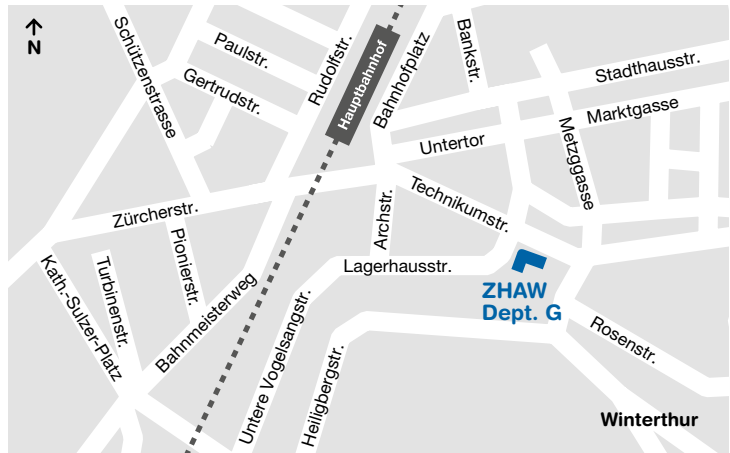 N
Schützenstrasse
Paulstr.
Gertrudstr.
Rudolfstr.
Hauptbahnhof
Bahnhofplatz
Bankstr.
Stadthausstr.
Marktgasse
Untertor
Metzggasse
Technikumstr.
Zürcherstr.
Archstr.
Pionierstr.
Turbinenstr.
Kath.-Sulzer-Platz
Bahnmeisterweg
Lagerhausstr.
ZHAW
Dept. G
Untere Vogelsangstr.
Heiligbergstr.
Rosenstr.
Winterthur